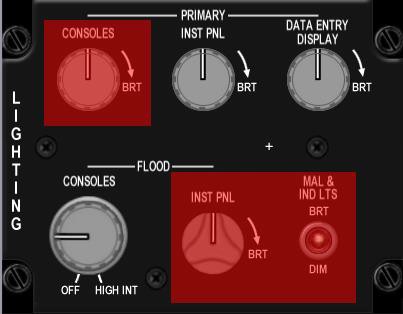 PRIMARY
CONSOLES
INST PNL
DATA ENTRY
DISPLAY
BRT
BRT
BRT
LIGHTING
FLOOD
CONSOLES
INST PNL
MAL &
IND LTS
BRT
BRT
DIM
OFF
HIGH INT